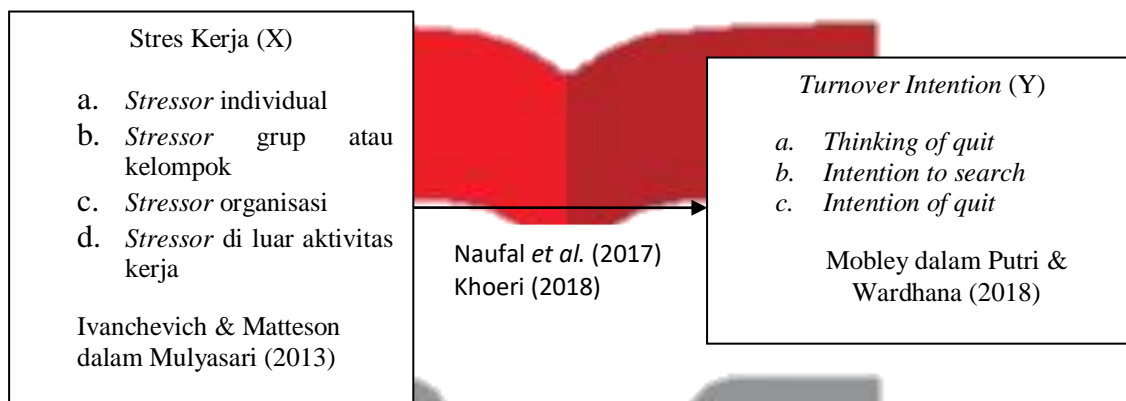 Stres Kerja (X)
a. Stressor individual
b. Stressor grup atau
kelompok
c. Stressor organisasi
d. Stressor di luar aktivitas
kerja
Ivanchevich & Matteson
dalam Mulyasari (2013)
Naufal et al. (2017)
Khoeri (2018)
Turnover Intention (Y)
a. Thinking of quit
b. Intention to search
c. Intention of quit
Mobley dalam Putri &
Wardhana (2018)